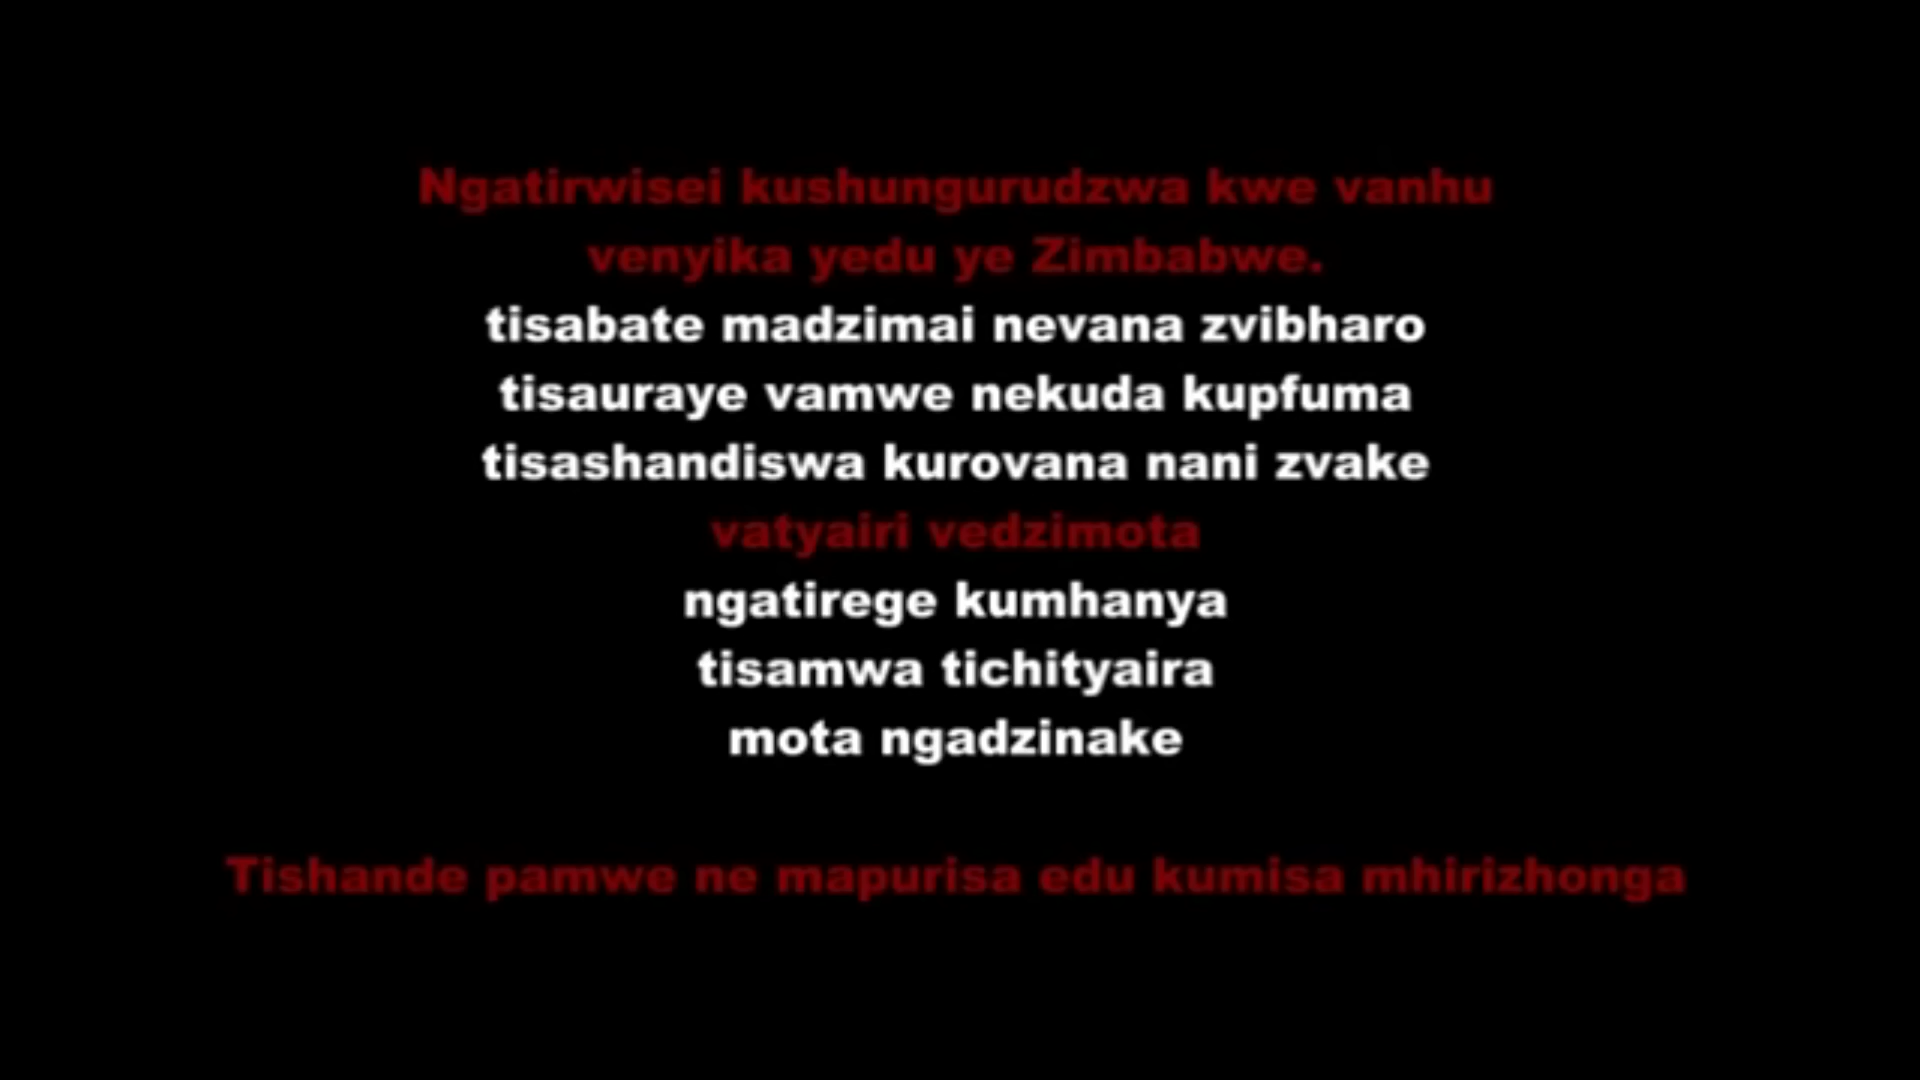 Ngatirwisei kushungurudzwa kwe vanhu
venyika yedu ye Zimbabwe.
tisabate madzimai nevana zvibharo
tisauraye vamwe nekuda kupfuma
tisashandiswa kurovana nani zvake
vatyairi vedzimota
ngatirege kumhanya
tisamwa tichityaira
mota ngadzinake
Tishande pamwe ne mapurisa edu kumisa mhirizhonga